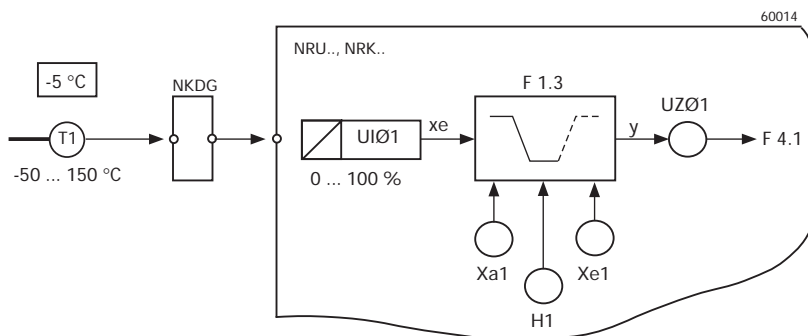 60014
NRU.., NRK..
-5 °C
NKDG
F 1.3
UZØ1
T1
UIØ1
xe
y
F 4.1
-50 ... 150 °C
0 ... 100 %
Xa1
Xe1
H1